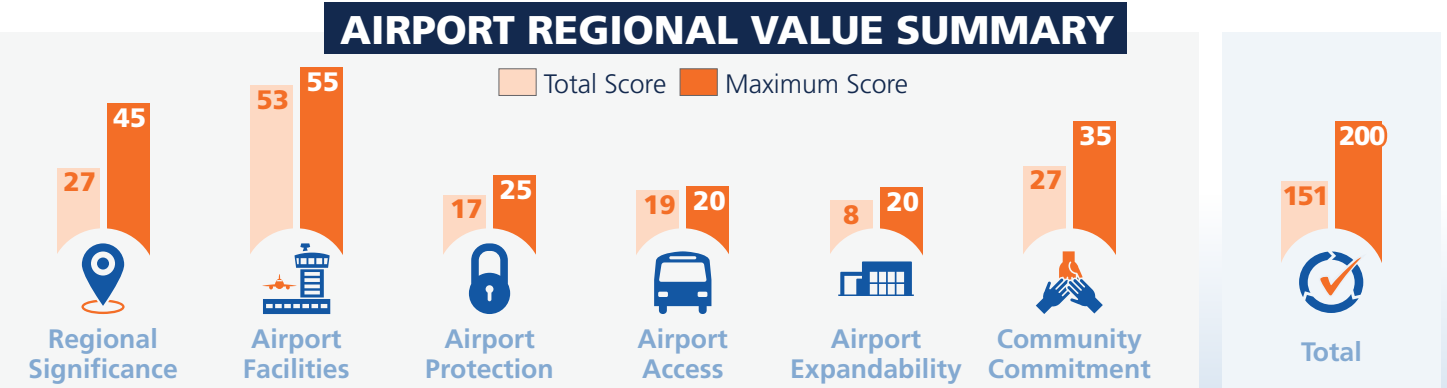 AIRPORT REGIONAL VALUE SUMMARY
Total Score
Maximum Score
27
45
53
55
17
25
19
20
8
20
27
35
151
200
Regional
Significance
Airport
Facilities
Airport
Protection
Airport
Access
Airport
Expandability
Community
Commitment
Total